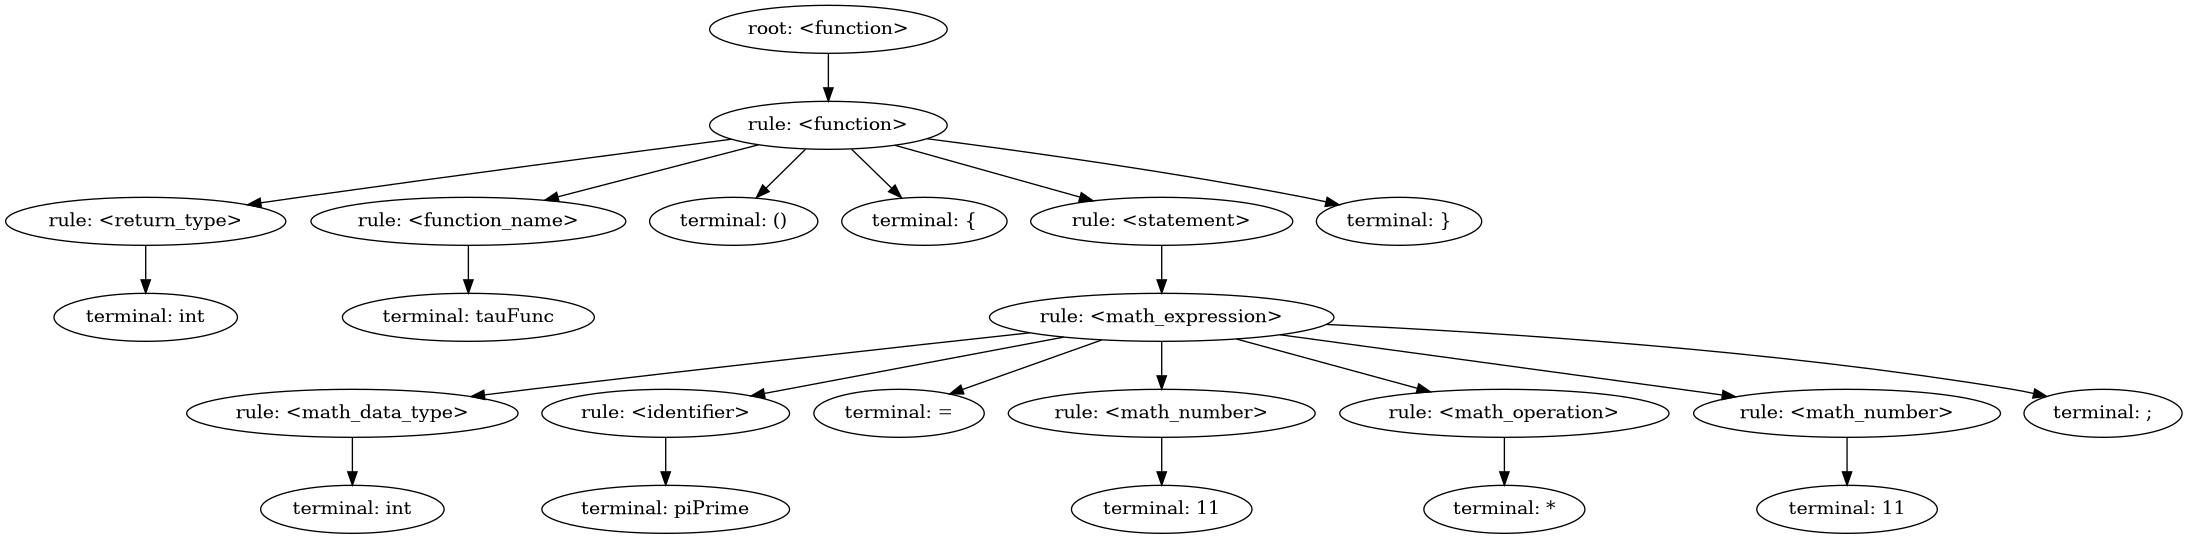 root: <function>
rule: <function>
rule: <return_type>
rule: <function_name>
terminal: ()
terminal: {
rule: <statement>
terminal: }
terminal: int
terminal: tauFunc
rule: <math_expression>
rule: <math_data_type>
rule: <identifier>
terminal: =
rule: <math_number>
rule: <math_operation>
rule: <math_number>
terminal: ;
terminal: int
terminal: piPrime
terminal: 11
terminal: *
terminal: 11